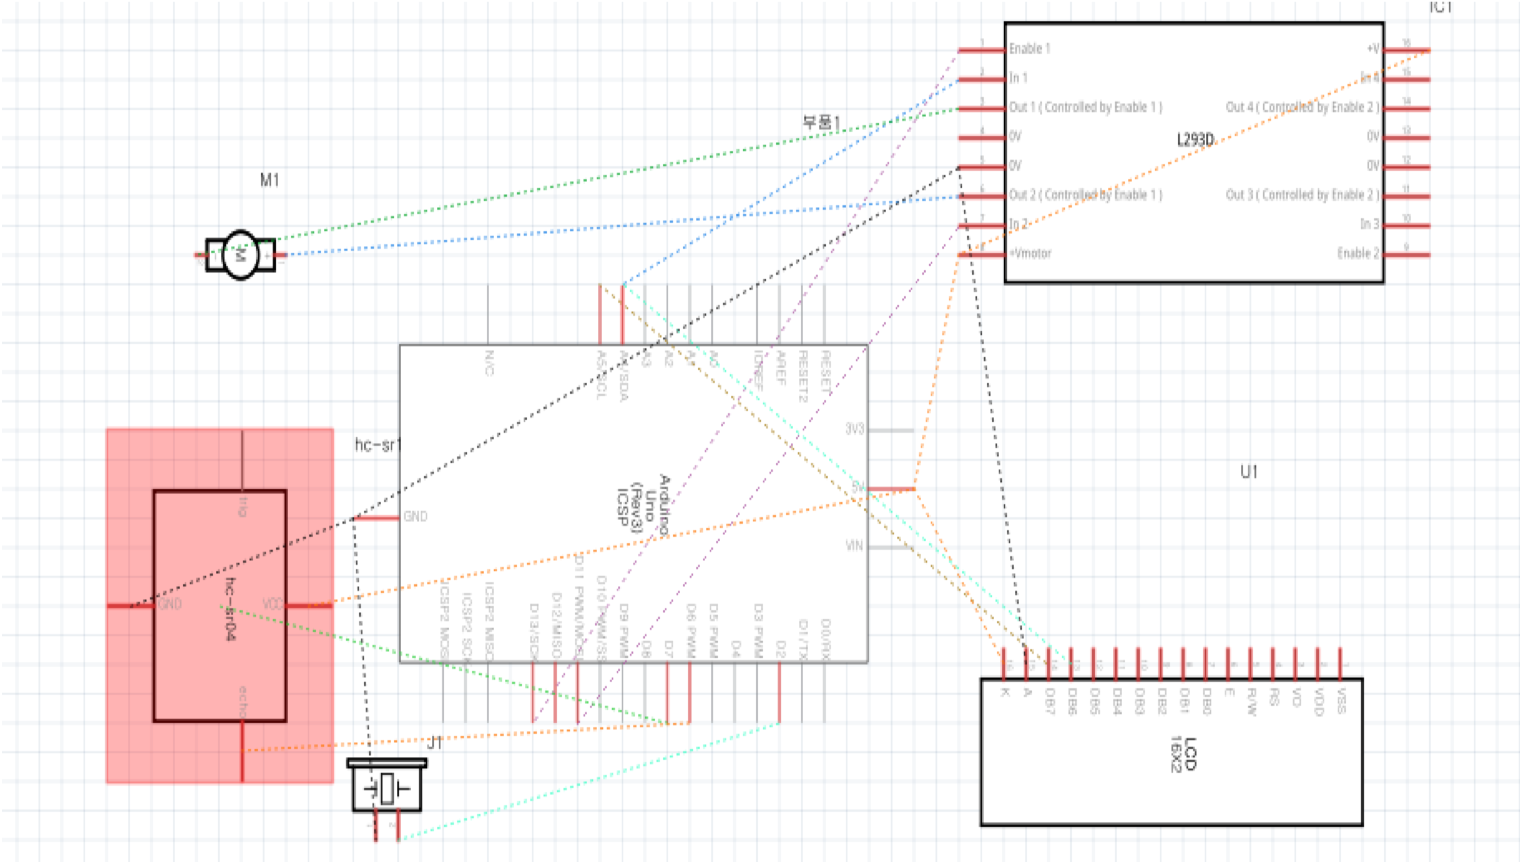 IC1
1
Enable 1
+V
16
2
In 1
In 4
15
3
Out 1 ( Controlled by Enable 1 )
Out 4 ( Controlled by Enable 2 )
14
부품1
4
0V
L293D
0V
13
5
0V
0V
12
M1
6
Out 2 ( Controlled by Enable 1 )
Out 3 ( Controlled by Enable 2 )
11
7
In 2
In 3
10
8
+Vmotor
Enable 2
9
M
N/C
A5/SCL
A4/SDA
A3
A2
A1
A0
IOREF
AREF
RESET2
RESET
hc-sr
3V3
U1
5V
VIN
trig
GND
Arduino
Uno
(Rev3)
ICSP
GND
VCC
hc-sr04
echo
ICSP2 MOSI
ICSP2 SCK
ICSP2 MISO
D13/SCK
D12/MISO
D11 PWM/MOSI
D10 PWM/SS
D9 PWM
D8
D7
D6 PWM
D5 PWM
D4
D3 PWM
D2
D1/TX
D0/RX
J1
K
A
DB7
DB6
DB5
DB4
DB3
DB2
DB1
DB0
E
R/W
RS
VO
VDD
VSS
LCD
16X2